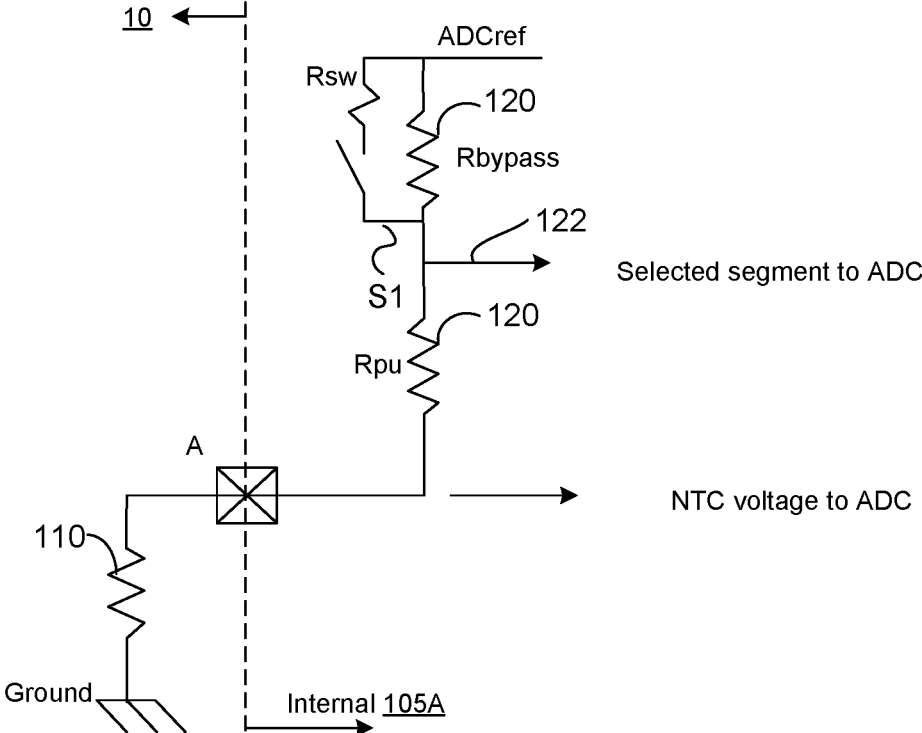 10
ADCref
Rsw
120
Rbypass
122
Selected segment to ADC
S1
120
Rpu
A
NTC voltage to ADC
110
Ground
Internal 105A